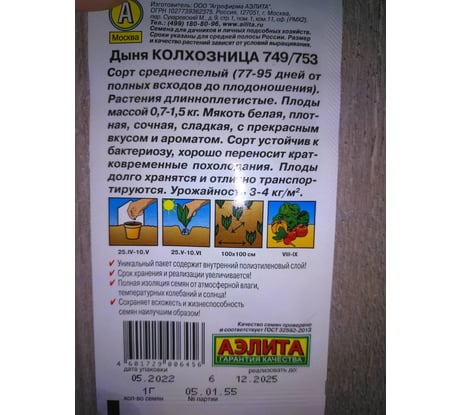 А
Москва
ООО «Агрофирма АЭЛИТА»
ОГРН 1027739362375, Россия, 127051, г. Москва,
пер. Сухаревский М., д.9, стр.1, пом.1, ком.11, оф.(РМК2).
Тел.: (499) 180-80-96. www.ailita.ru
Семена для дачников и личных подсобных хозяйств.
Сроки указаны для средней полосы России. Размер
и качество растений зависят от условий выращивания.
Дыня КОЛХОЗНИЦА 749/753
Сорт среднеспелый (77-95 дней от
полных всходов до плодоношения).
Растения длинноплетистые. Плоды
массой 0,7-1,5 кг. Мякоть белая, плот-
ная, сочная, сладкая, с прекрасным
вкусом и ароматом. Сорт устойчив к
бактериозу, хорошо переносит крат-
ковременные похолодания. Плоды
долго хранятся и отлично транспор-
тируются. Урожайность 3-4 кг/м².
25.IV-10.V 25.V-10.VI 100х100 см VIII-IX
Уникальный пакет содержит внутренний полиэтиленовый слой!
Срок хранения и реализации увеличивается!
Полная изоляция семян от атмосферной влаги,
температурных колебаний и солнца!
Сохраняет всхожесть и жизнеспособность
семян наилучшим образом!
Качество семян проверено
и соответствует ГОСТ 32592-2013
АЭЛИТА
ГАРАНТИЯ КАЧЕСТВА
4 601729 006456
дата упаковки реализовать до:
05.2022 6 12.2025
1Г 05.01.55
кол-во семян № партии